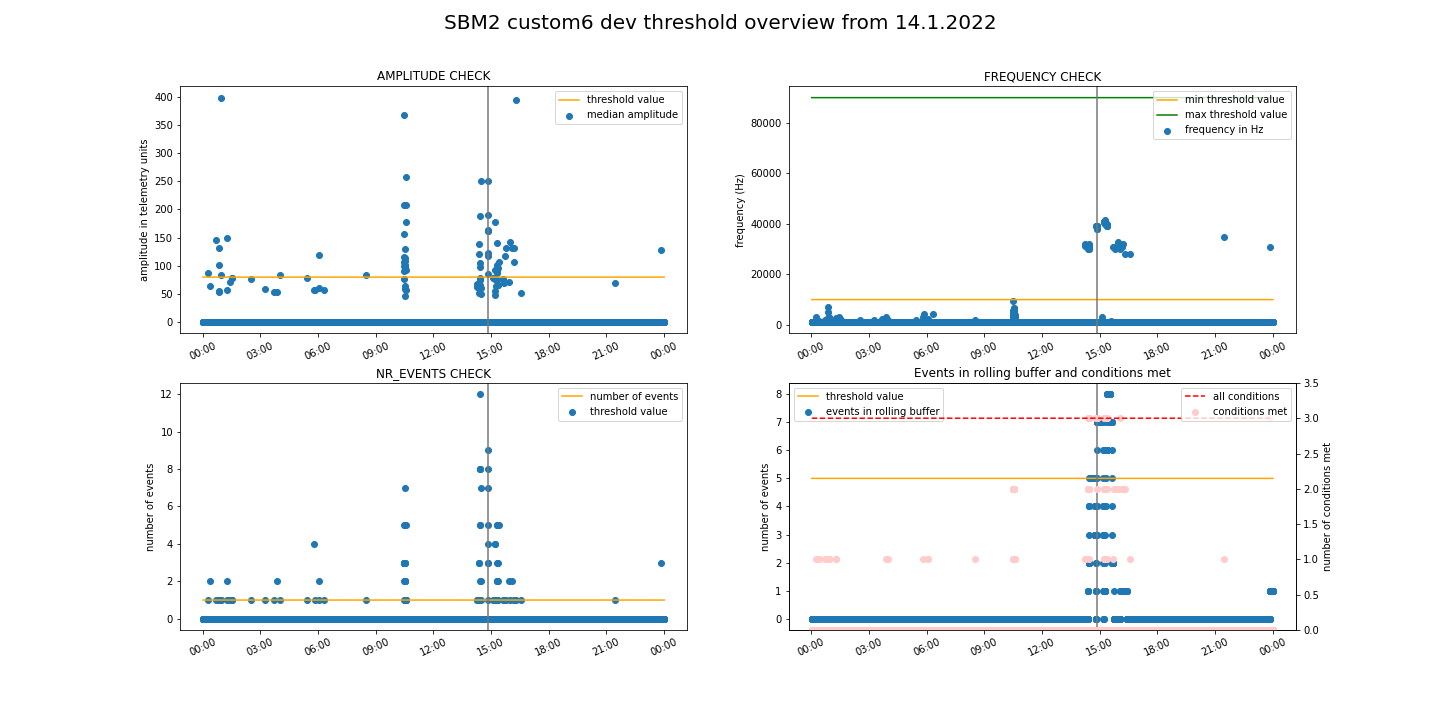 SBM2 custom6 dev threshold overview from 14.1.2022
AMPLITUDE CHECK
amplitude in telemetry units
400
350
300
250
200
150
100
50
0
threshold value
median amplitude
00:00 03:00 06:00 09:00 12:00 15:00 18:00 21:00 00:00
FREQUENCY CHECK
frequency (Hz)
80000
60000
40000
20000
0
min threshold value
max threshold value
frequency in Hz
00:00 03:00 06:00 09:00 12:00 15:00 18:00 21:00 00:00
NR_EVENTS CHECK
number of events
12
10
8
6
4
2
0
number of events
threshold value
00:00 03:00 06:00 09:00 12:00 15:00 18:00 21:00 00:00
Events in rolling buffer and conditions met
number of events
8
7
6
5
4
3
2
1
0
threshold value
events in rolling buffer
all conditions
conditions met
3.5
3.0
2.5
2.0
1.5
1.0
0.5
0.0
number of conditions met
00:00 03:00 06:00 09:00 12:00 15:00 18:00 21:00 00:00